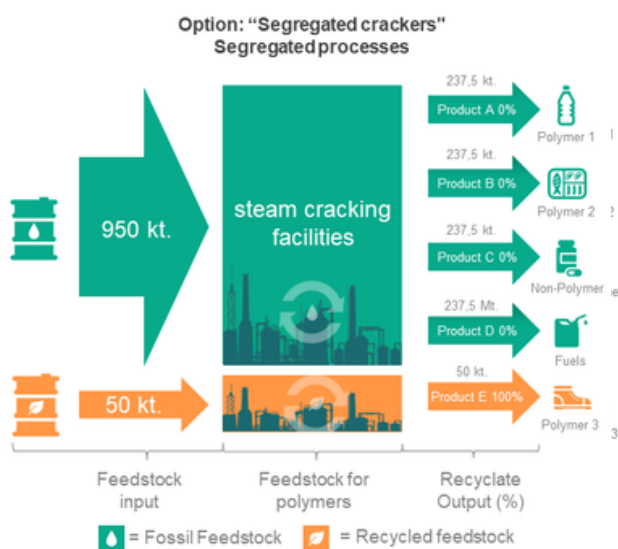 Option: “Segregated crackers"
Segregated processes
950 kt.
50 kt.
steam cracking
facilities
237,5 kt.
Product A 0%
Polymer 1
237,5 kt.
Product B 0%
Polymer 2
237,5 kt.
Product C 0%
Non-Polymer
237,5 Mt.
Product D 0%
Fuels
50 kt.
Product E 100%
Polymer 3
Feedstock
input
Feedstock for
polymers
Recyclate
Output (%)
= Fossil Feedstock
= Recycled feedstock